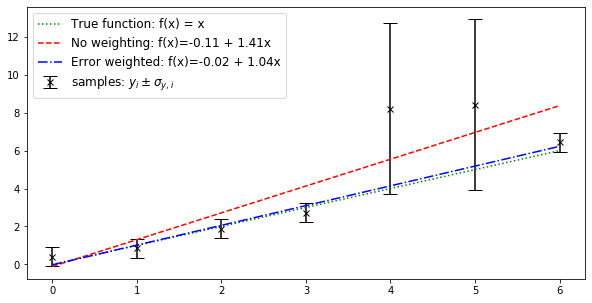 True function: f(x) = x
No weighting: f(x)=-0.11 + 1.41x
Error weighted: f(x)=-0.02 + 1.04x
samples: $y_i \pm \sigma_{y,i}$
12
10
8
6
4
2
0
0 1 2 3 4 5 6